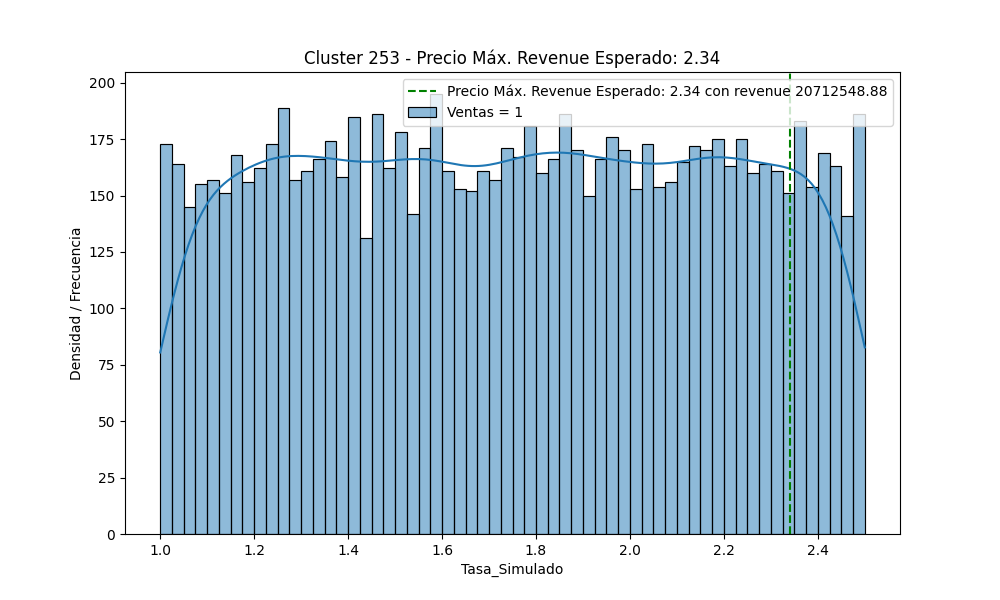 Cluster 253 - Precio Máx. Revenue Esperado: 2.34
Precio Máx. Revenue Esperado: 2.34 con revenue 20712548.88
Ventas = 1
200
175
150
125
100
75
50
25
0
Densidad / Frecuencia
1.0 1.2 1.4 1.6 1.8 2.0 2.2 2.4
Tasa_Simulado